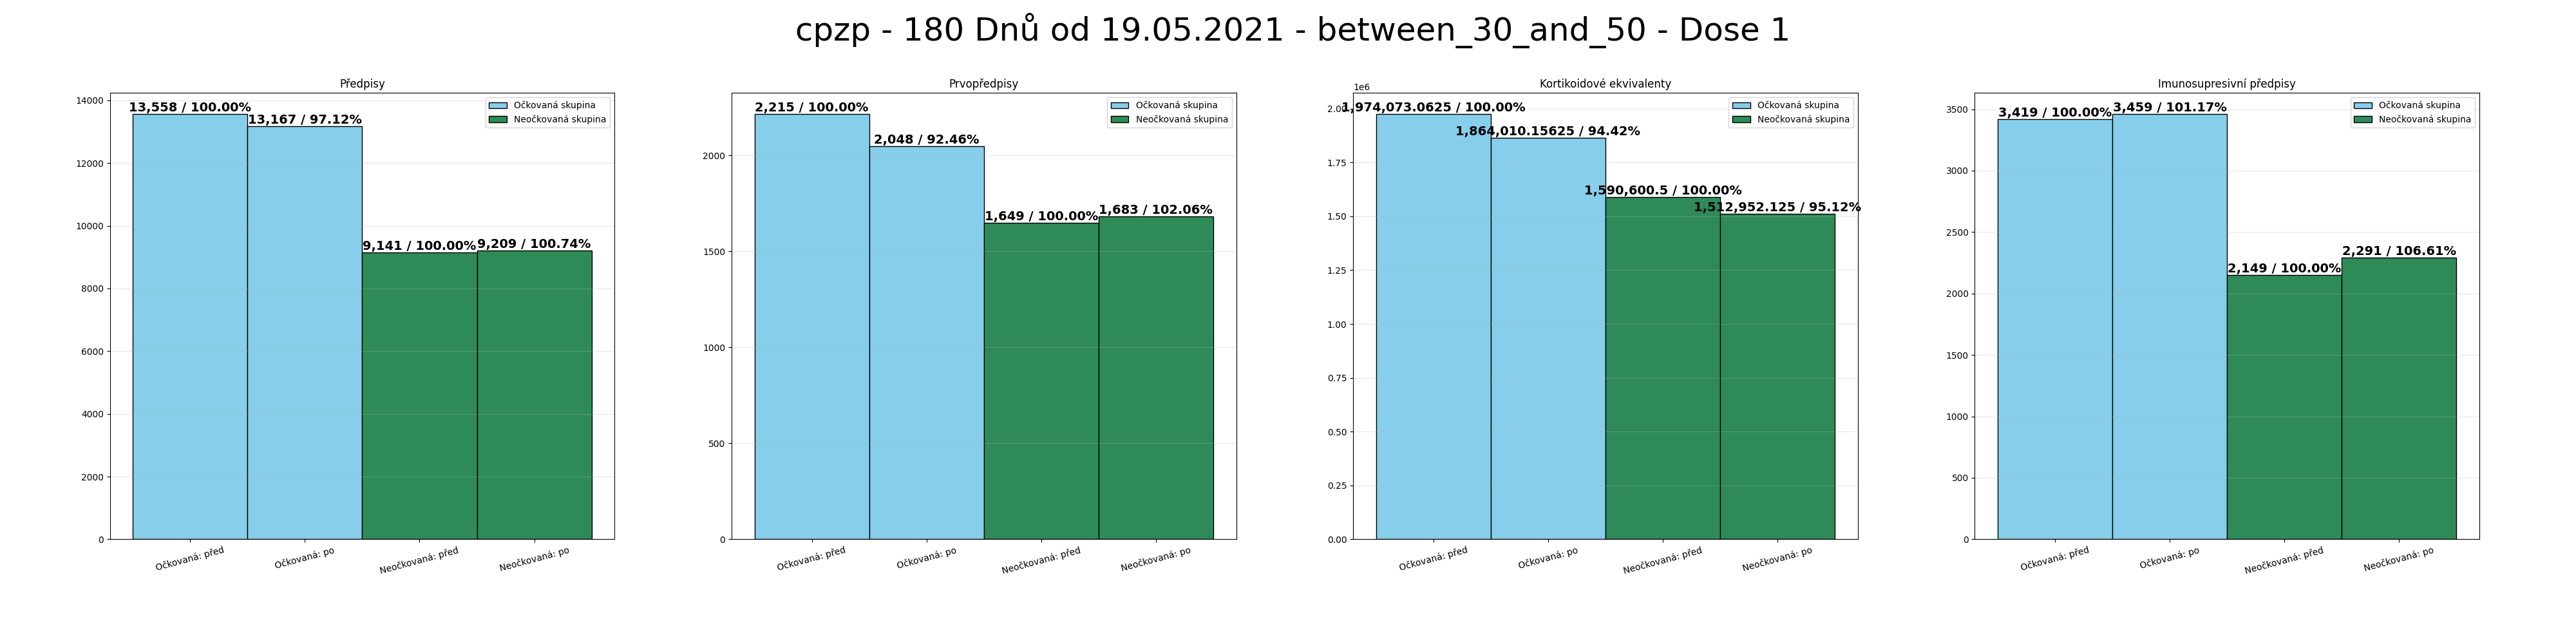 cpzp - 180 Dnů od 19.05.2021 - between_30_and_50 - Dose 1
Předpisy
14000
12000
10000
8000
6000
4000
2000
0
13,558 / 100.00%
13,167 / 97.12%
9,141 / 100.00%
9,209 / 100.74%
Očkovaná skupina
Neočkovaná skupina
Očkovaná: před
Očkovaná: po
Neočkovaná: před
Neočkovaná: po
Prvopředpisy
2000
1500
1000
500
0
2,215 / 100.00%
2,048 / 92.46%
1,649 / 100.00%
1,683 / 102.06%
Očkovaná skupina
Neočkovaná skupina
Očkovaná: před
Očkovaná: po
Neočkovaná: před
Neočkovaná: po
Kortikoidové ekvivalenty
1e6
2.00
1.75
1.50
1.25
1.00
0.75
0.50
0.25
0.00
1,974,073.0625 / 100.00%
1,864,010.15625 / 94.42%
1,590,600.5 / 100.00%
1,512,952.125 / 95.12%
Očkovaná skupina
Neočkovaná skupina
Očkovaná: před
Očkovaná: po
Neočkovaná: před
Neočkovaná: po
Imunosupresivní předpisy
3500
3000
2500
2000
1500
1000
500
0
3,419 / 100.00%
3,459 / 101.17%
2,149 / 100.00%
2,291 / 106.61%
Očkovaná skupina
Neočkovaná skupina
Očkovaná: před
Očkovaná: po
Neočkovaná: před
Neočkovaná: po